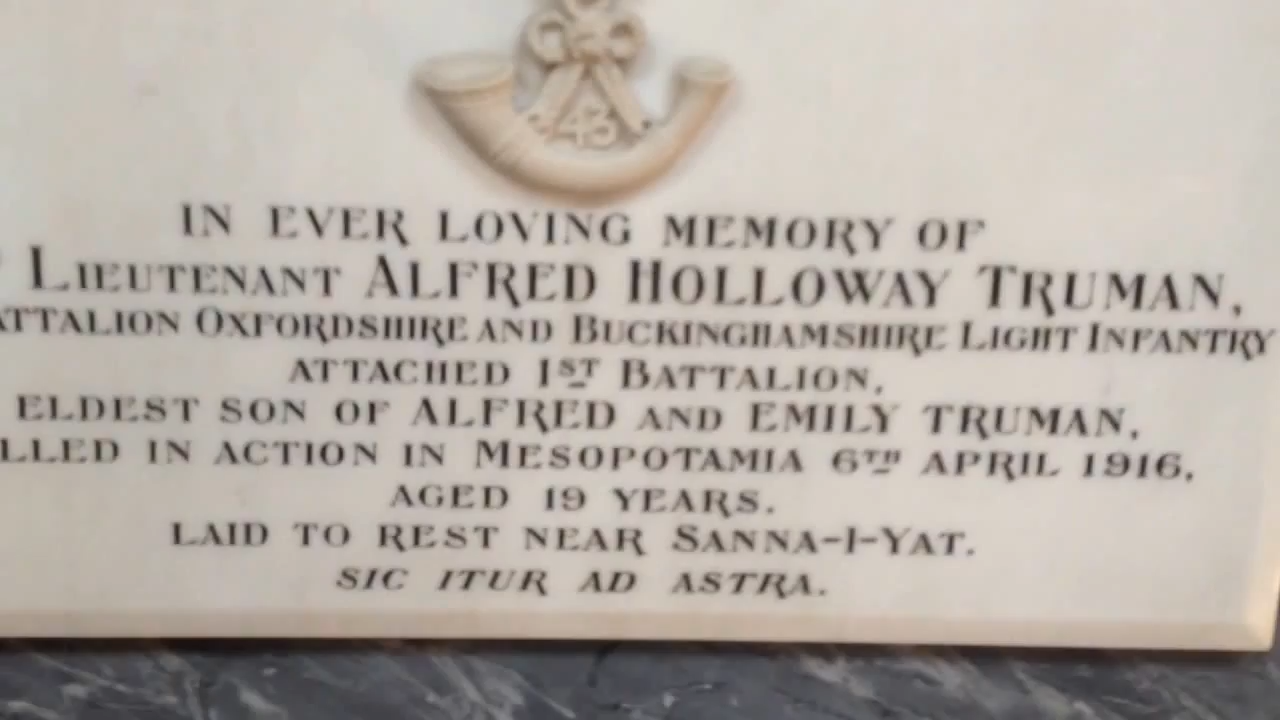 43
IN EVER LOVING MEMORY OF
LIEUTENANT ALFRED HOLLOWAY TRUMAN,
OXFORDSHIRE AND BUCKINGHAMSHIRE LIGHT INFANTRY
ATTACHED 1ST BATTALION,
ELDEST SON OF ALFRED AND EMILY TRUMAN,
IN ACTION IN MESOPOTAMIA 6TH APRIL 1916,
AGED 19 YEARS.
LAID TO REST NEAR SANNA-I-YAT.
SIC ITUR AD ASTRA.